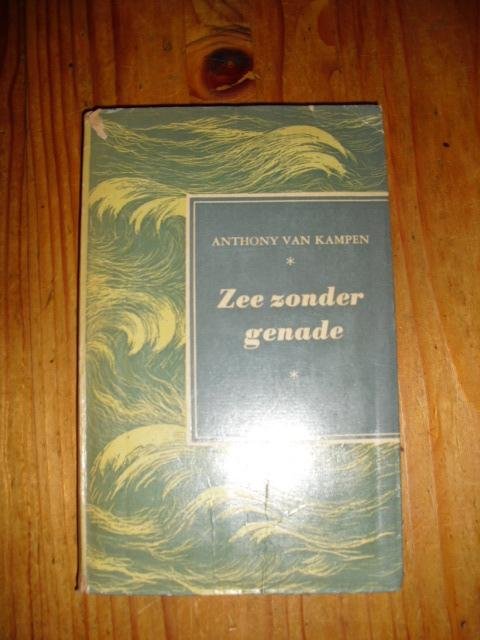 ANTHONY VAN KAMPEN
*
Zee zonder
genade
*